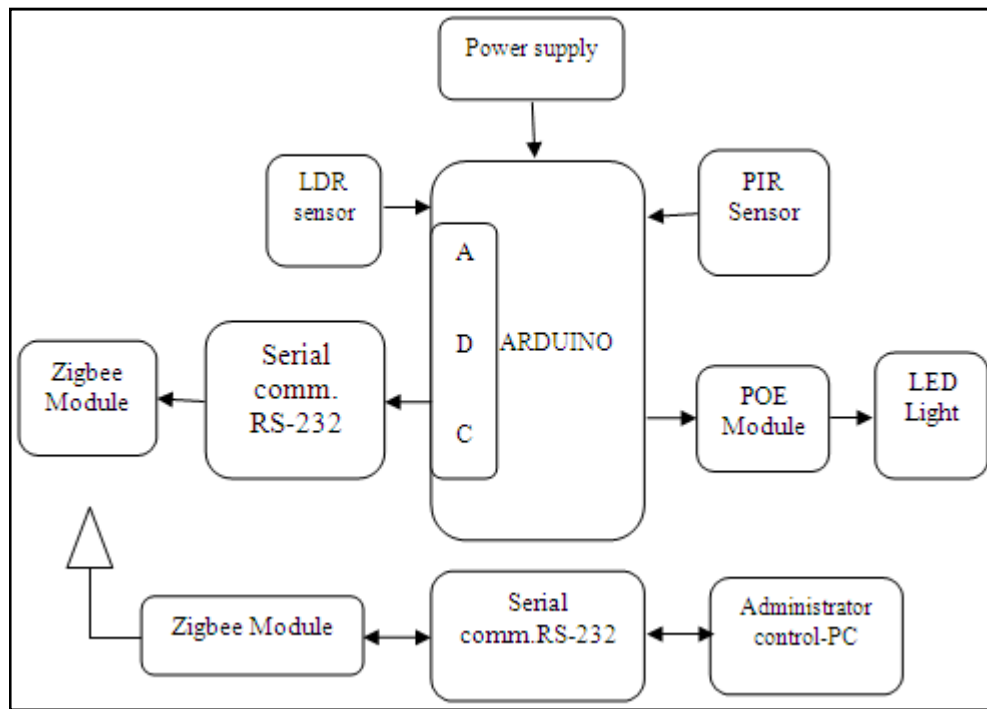 Power supply
LDR
sensor
PIR
Sensor
A
D
C
ARDUINO
Serial
comm.
RS-232
Zigbee
Module
POE
Module
LED
Light
Zigbee Module
Serial
comm.RS-232
Administrator
control-PC